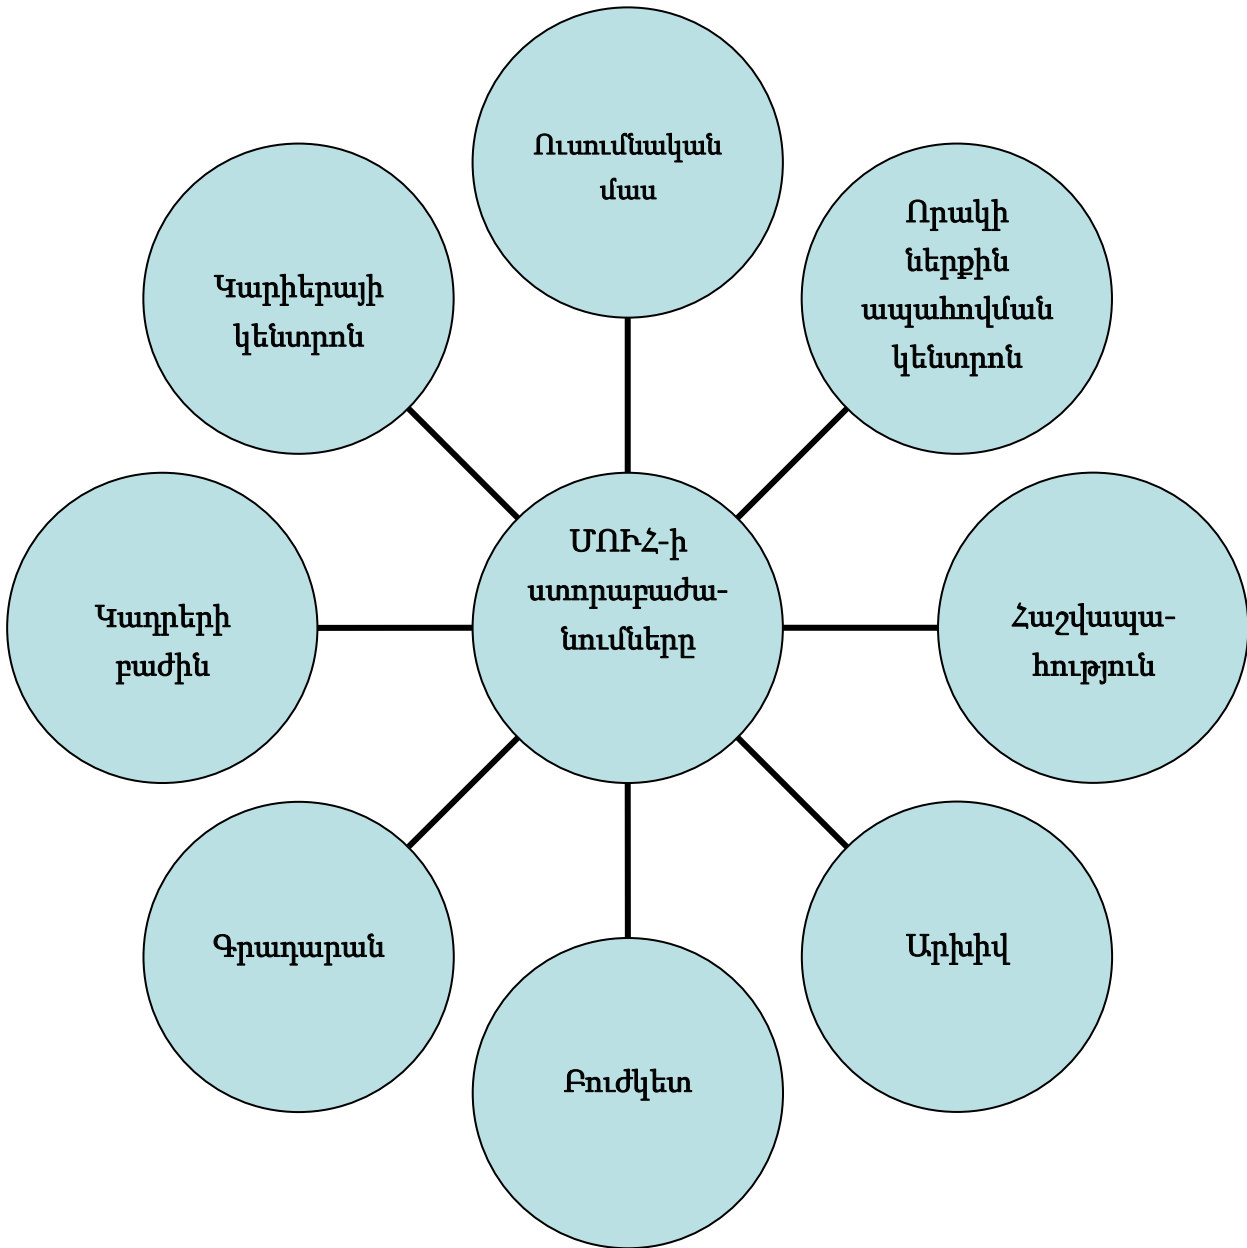 Ուսումնական
մաս
Որակի
ներքին
ապահովման
կենտրոն
Կարիերայի
կենտրոն
ՄՈՒՀ-ի
ստորաբաժա-
նումները
Կադրերի
բաժին
Հաշվապա-
հություն
Գրադարան
Արխիվ
Բուժկետ